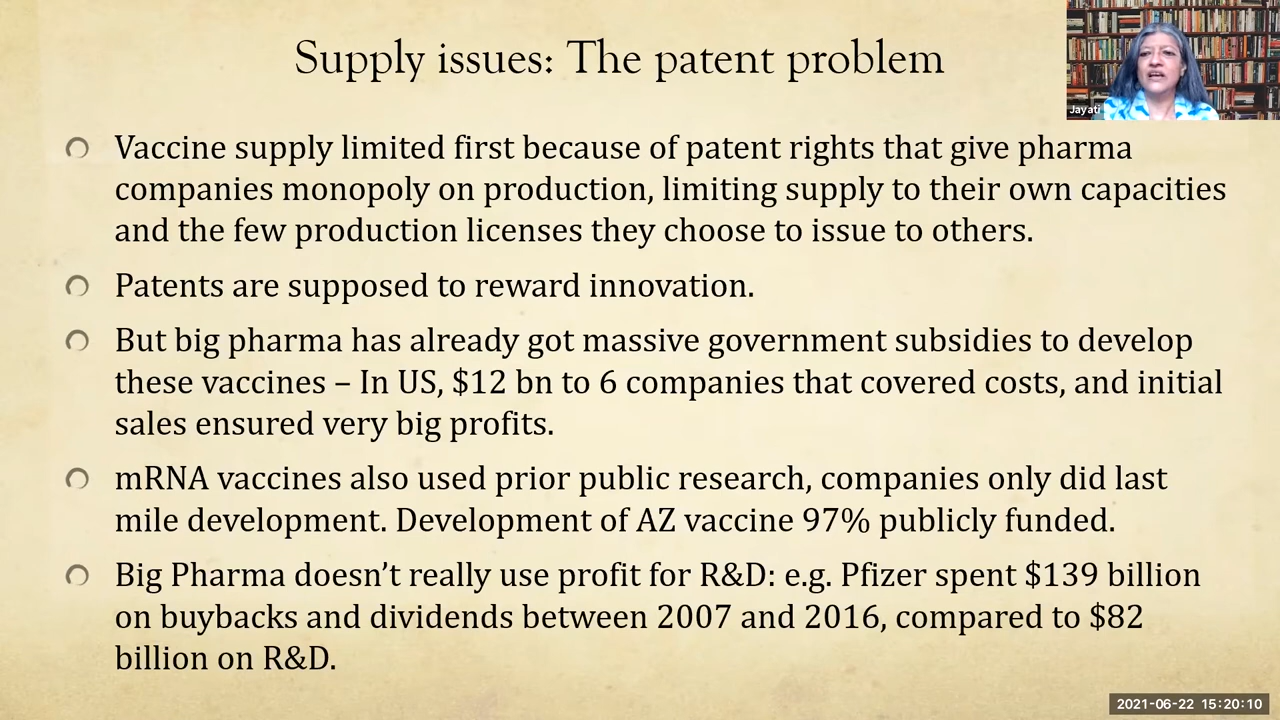 Supply issues: The patent problem
Jayati
Vaccine supply limited first because of patent rights that give pharma
companies monopoly on production, limiting supply to their own capacities
and the few production licenses they choose to issue to others.
Patents are supposed to reward innovation.
But big pharma has already got massive government subsidies to develop
these vaccines – In US, $12 bn to 6 companies that covered costs, and initial
sales ensured very big profits.
mRNA vaccines also used prior public research, companies only did last
mile development. Development of AZ vaccine 97% publicly funded.
Big Pharma doesn’t really use profit for R&D: e.g. Pfizer spent $139 billion
on buybacks and dividends between 2007 and 2016, compared to $82
billion on R&D.
2021-06-22 15:20:10